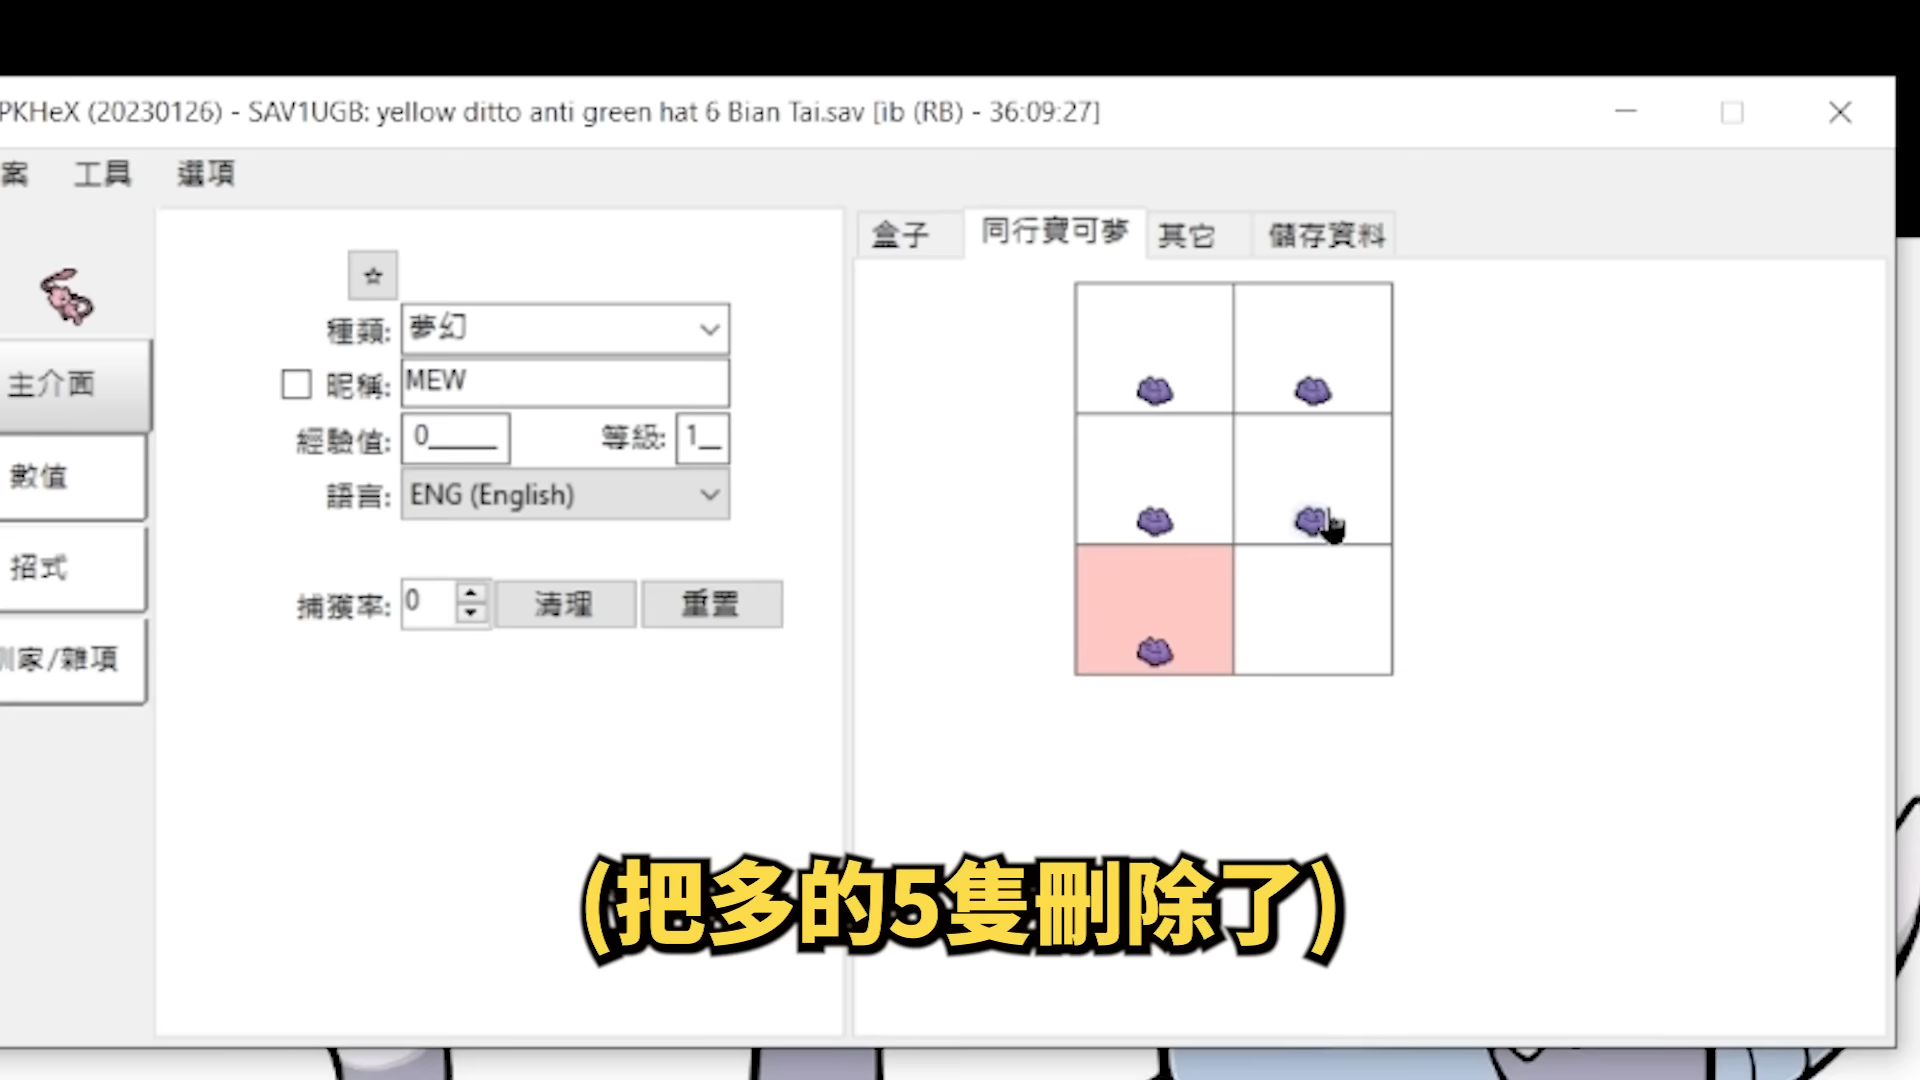 PKHeX (20230126) - SAV1UGB: yellow ditto anti green hat 6 Bian Tai.sav [ib (RB) - 36:09:27]
案 工具 選項
盒子 同行寶可夢 其它 儲存資料
☆
種類: 夢幻
昵稱: MEW
主介面
經驗值: 0_____ 等級: 1__
數值
語言: ENG (English)
招式
捕獲率: 0 清理 重置
訓家/雜項
(把多的5隻刪除了)